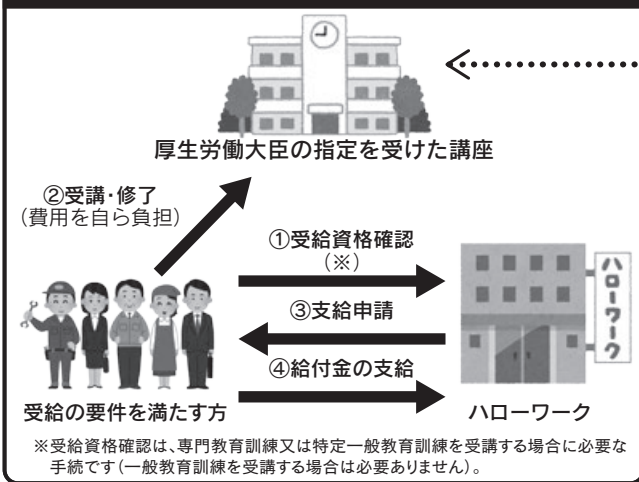 厚生労働大臣の指定を受けた講座
②受講・修了
(費用を自ら負担)
①受給資格確認
(※)
③支給申請
④給付金の支給
ハローワーク
受給の要件を満たす方
ハローワーク
※受給資格確認は、専門教育訓練又は特定一般教育訓練を受講する場合に必要な
手続です(一般教育訓練を受講する場合は必要ありません)。